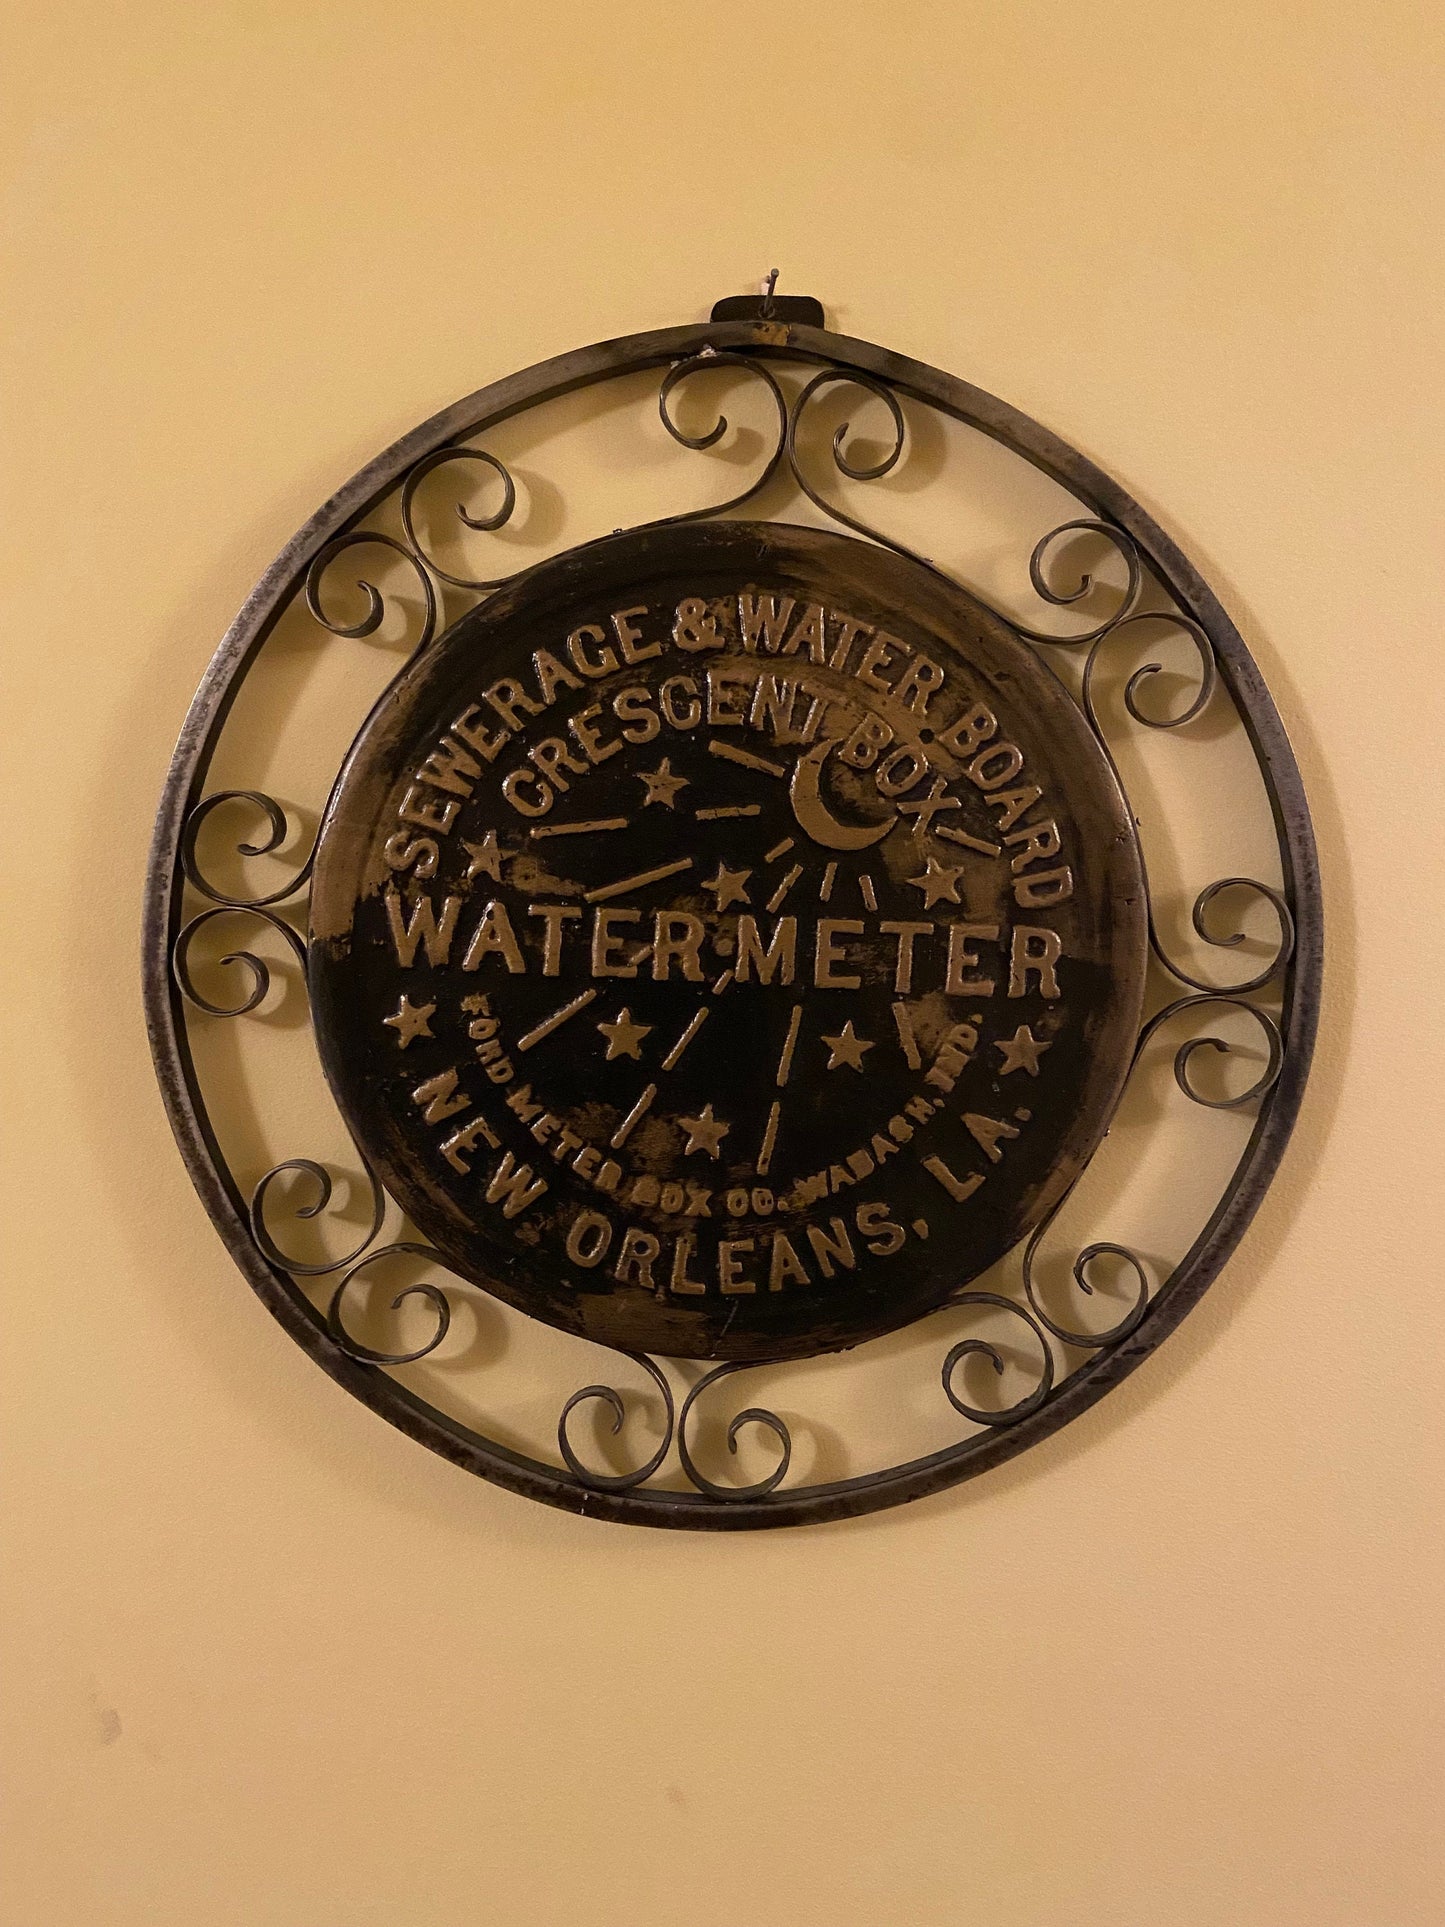 SEWERAGE & WATER BOARD
CRESCENT BOX
WATER METER
FORD METER BOX CO. WABASH, IND.
NEW ORLEANS, LA.